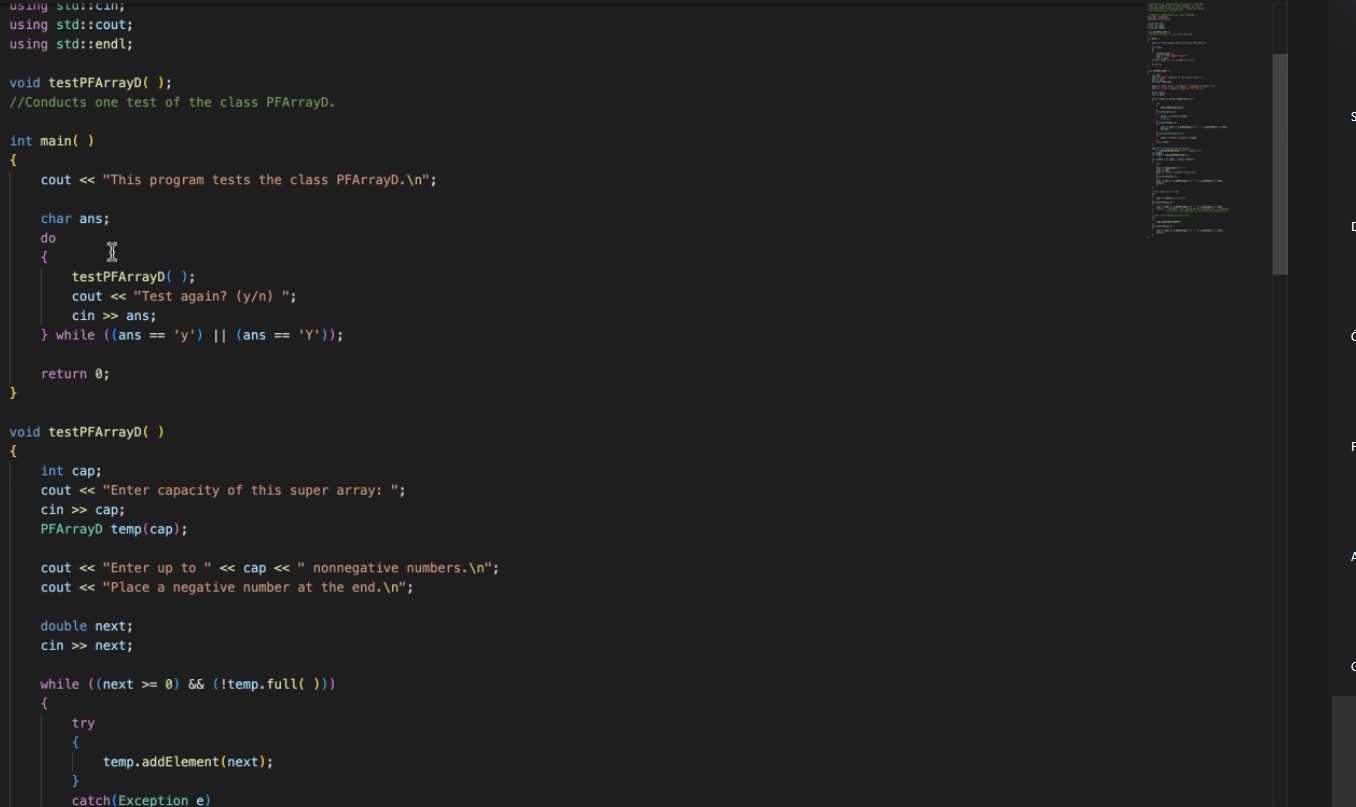 using std::cin;
using std::cout;
using std::endl;
void testPFArrayD( );
//Conducts one test of the class PFArrayD.
int main( )
{
cout << "This program tests the class PFArrayD.\n";
char ans;
do
{
testPFArrayD( );
cout << "Test again? (y/n) ";
cin >> ans;
} while ((ans == 'y') || (ans == 'Y'));
return 0;
}
void testPFArrayD( )
{
int cap;
cout << "Enter capacity of this super array: ";
cin >> cap;
PFArrayD temp(cap);
cout << "Enter up to " << cap << " nonnegative numbers.\n";
cout << "Place a negative number at the end.\n";
double next;
cin >> next;
while ((next >= 0) && (!temp.full( )))
{
try
{
temp.addElement(next);
}
catch(Exception e)